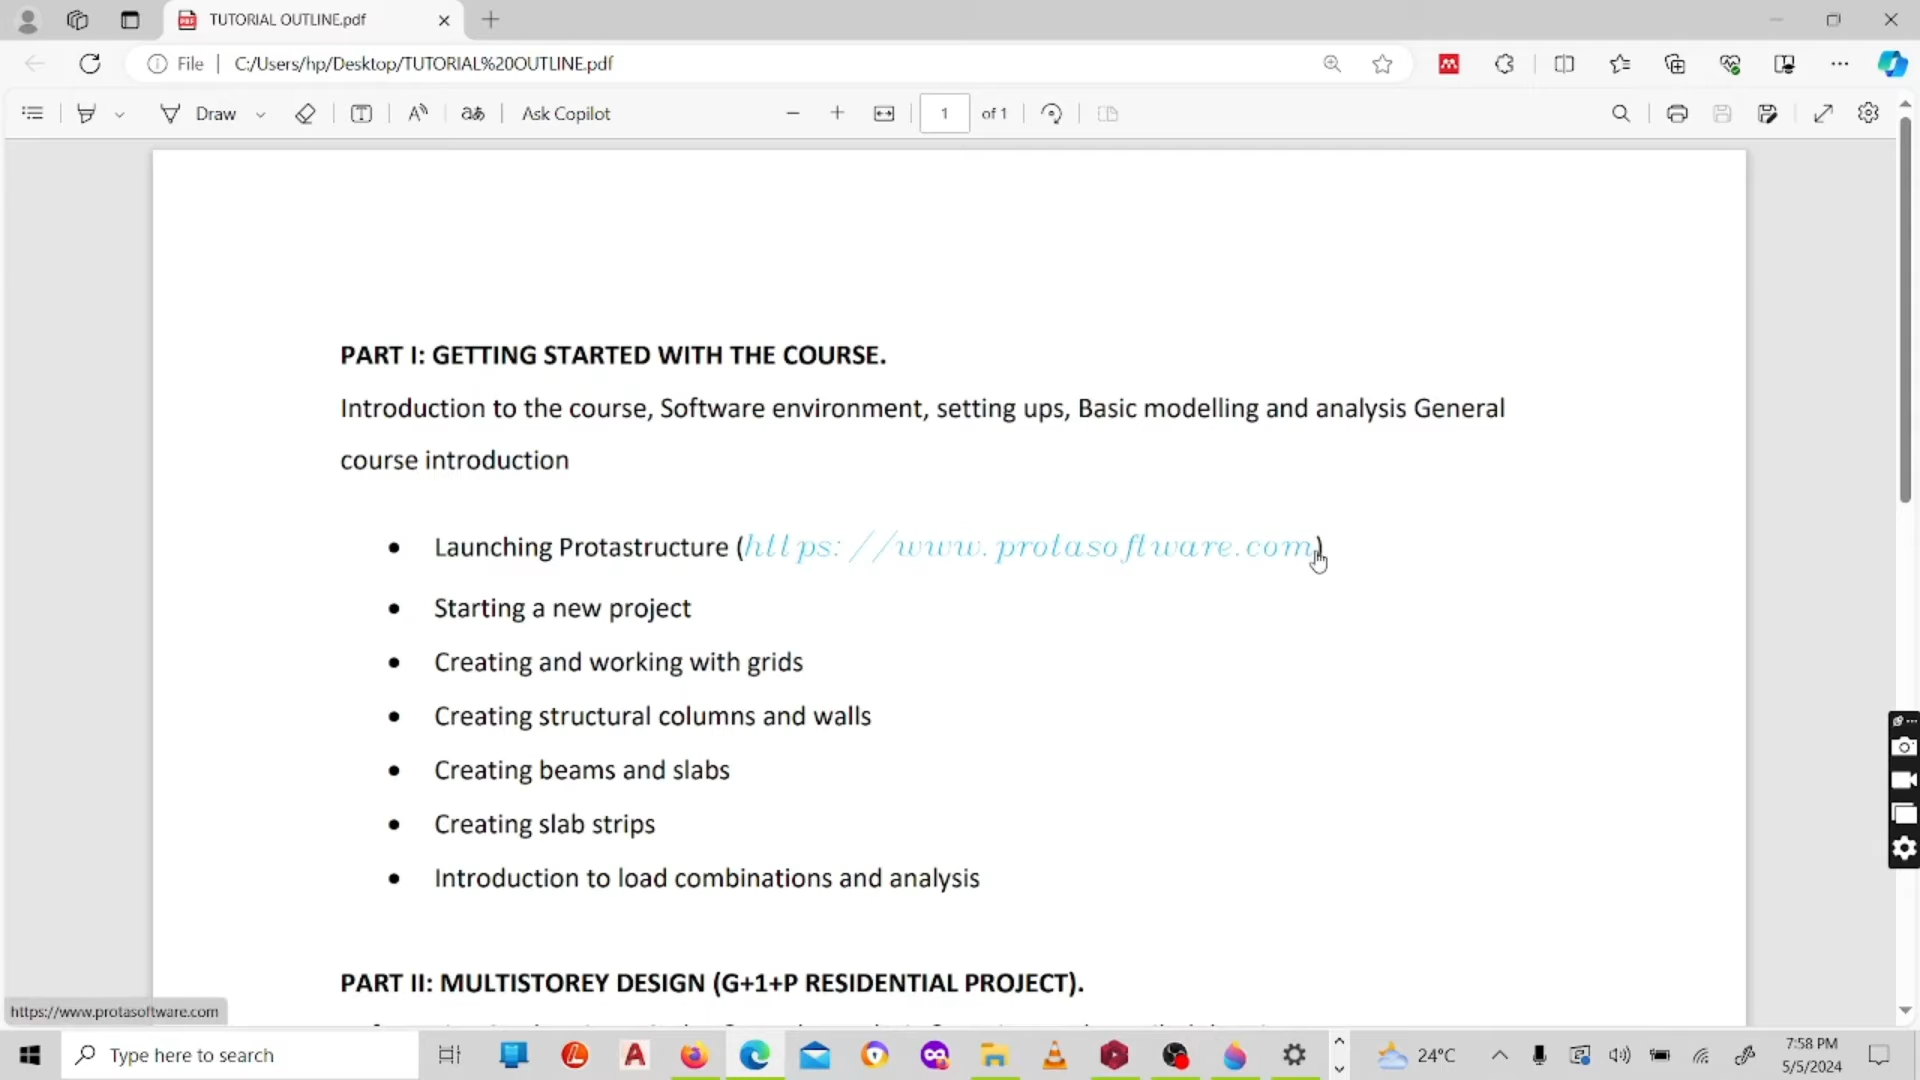 TUTORIAL OUTLINE.pdf
File
C:/Users/hp/Desktop/TUTORIAL%20OUTLINE.pdf
Draw
Ask Copilot
1
of 1
PART I: GETTING STARTED WITH THE COURSE.
Introduction to the course, Software environment, setting ups, Basic modelling and analysis General
course introduction
• Launching Protastructure (https://www.protasoftware.com)
• Starting a new project
• Creating and working with grids
• Creating structural columns and walls
• Creating beams and slabs
• Creating slab strips
• Introduction to load combinations and analysis
PART II: MULTISTOREY DESIGN (G+1+P RESIDENTIAL PROJECT).
https://www.protasoftware.com
Type here to search
24°C
7:58 PM
5/5/2024